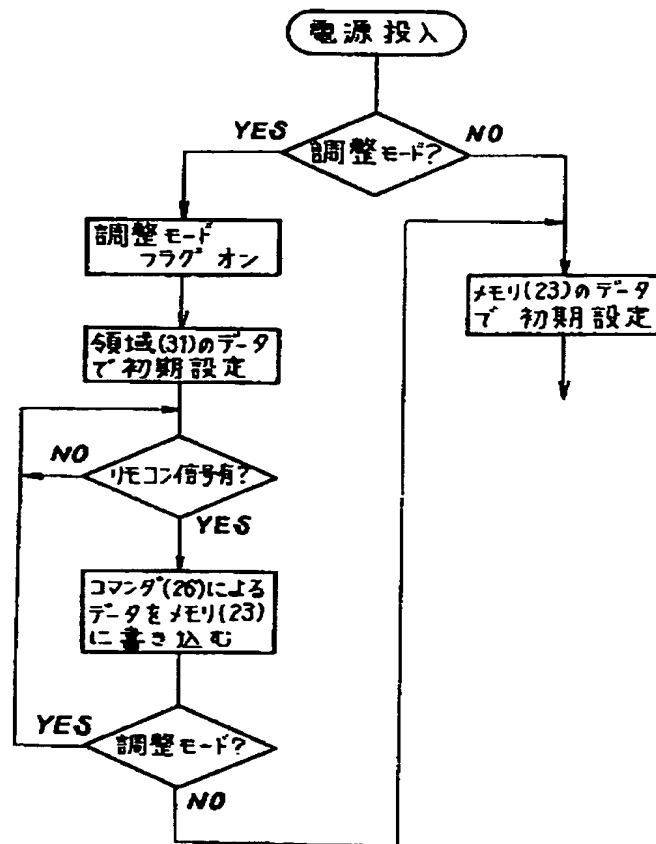 電源投入
YES
NO
調整モード?
調整モード
フラグ オン
メモリ(23)のデータ
で 初期設定
領域(31)のデータ
で 初期設定
NO
リモコン信号有?
YES
コマンダ(26)による
データをメモリ(23)
に書き込む
YES
調整モード?
NO